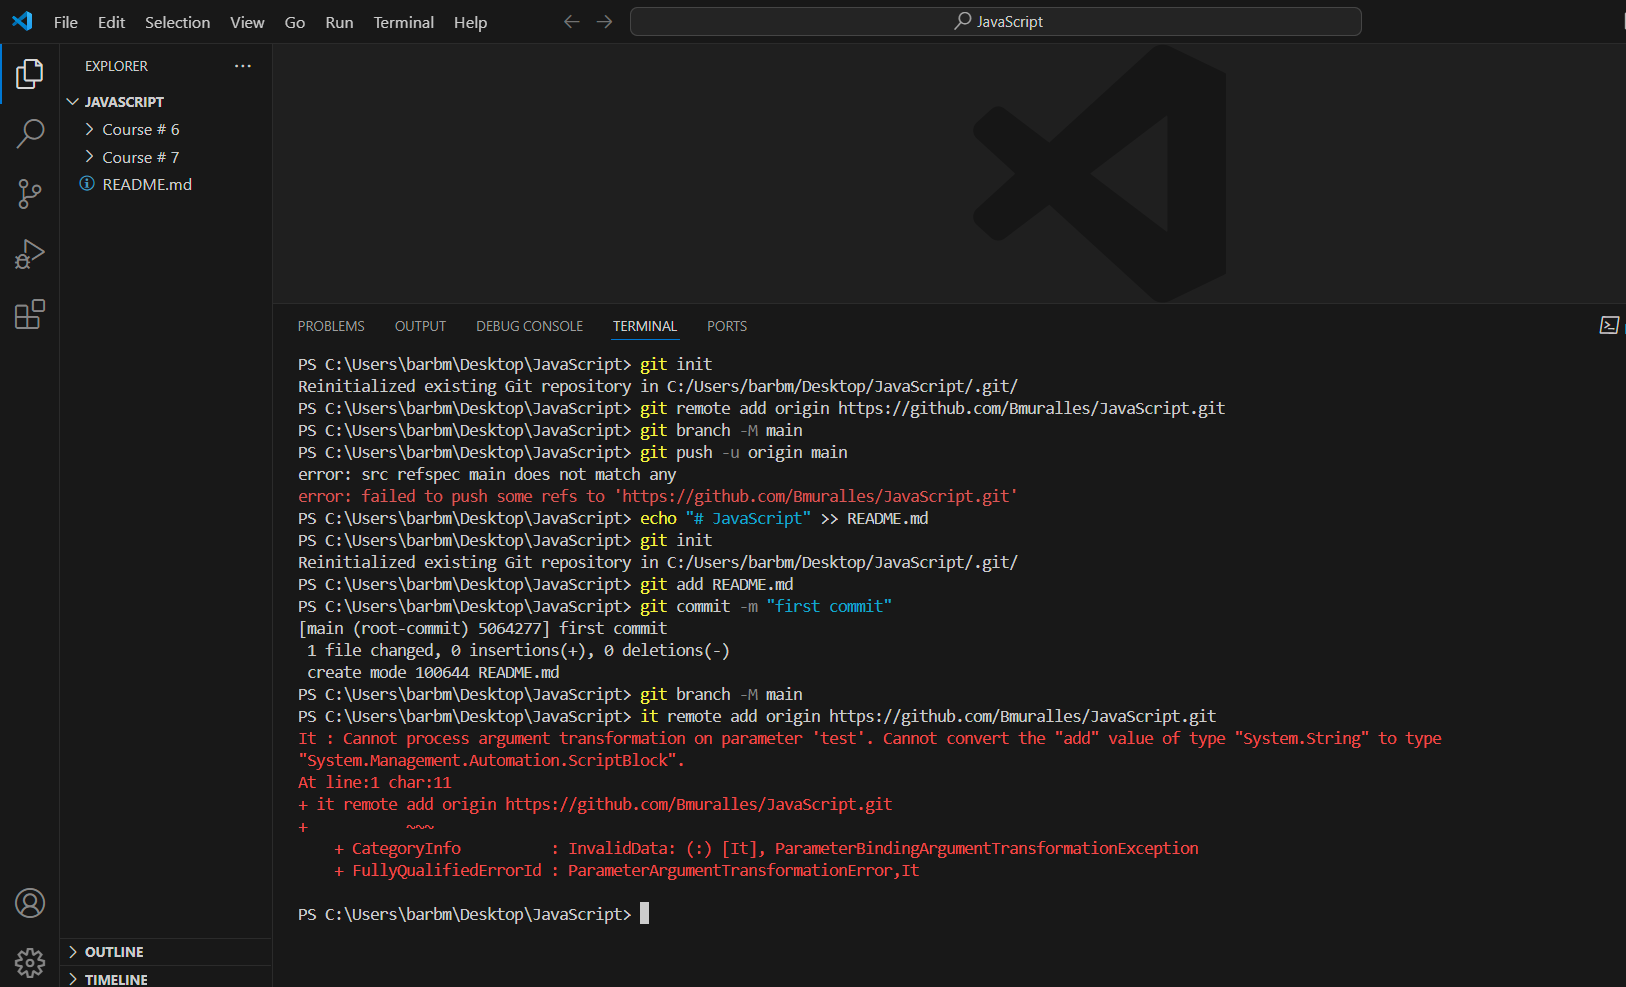 File Edit Selection View Go Run Terminal Help
JavaScript
EXPLORER
JAVASCRIPT
Course # 6
Course # 7
README.md
OUTLINE
TIMELINE
PROBLEMS OUTPUT DEBUG CONSOLE TERMINAL PORTS
PS C:\Users\barbm\Desktop\JavaScript> git init
Reinitialized existing Git repository in C:/Users/barbm/Desktop/JavaScript/.git/
PS C:\Users\barbm\Desktop\JavaScript> git remote add origin https://github.com/Bmuralles/JavaScript.git
PS C:\Users\barbm\Desktop\JavaScript> git branch -M main
PS C:\Users\barbm\Desktop\JavaScript> git push -u origin main
error: src refspec main does not match any
error: failed to push some refs to 'https://github.com/Bmuralles/JavaScript.git'
PS C:\Users\barbm\Desktop\JavaScript> echo "# JavaScript" >> README.md
PS C:\Users\barbm\Desktop\JavaScript> git init
Reinitialized existing Git repository in C:/Users/barbm/Desktop/JavaScript/.git/
PS C:\Users\barbm\Desktop\JavaScript> git add README.md
PS C:\Users\barbm\Desktop\JavaScript> git commit -m "first commit"
[main (root-commit) 5064277] first commit
 1 file changed, 0 insertions(+), 0 deletions(-)
 create mode 100644 README.md
PS C:\Users\barbm\Desktop\JavaScript> git branch -M main
PS C:\Users\barbm\Desktop\JavaScript> it remote add origin https://github.com/Bmuralles/JavaScript.git
It : Cannot process argument transformation on parameter 'test'. Cannot convert the "add" value of type "System.String" to type
"System.Management.Automation.ScriptBlock".
At line:1 char:11
+ it remote add origin https://github.com/Bmuralles/JavaScript.git
+           ~~~
    + CategoryInfo          : InvalidData: (:) [It], ParameterBindingArgumentTransformationException
    + FullyQualifiedErrorId : ParameterArgumentTransformationError,It
PS C:\Users\barbm\Desktop\JavaScript>